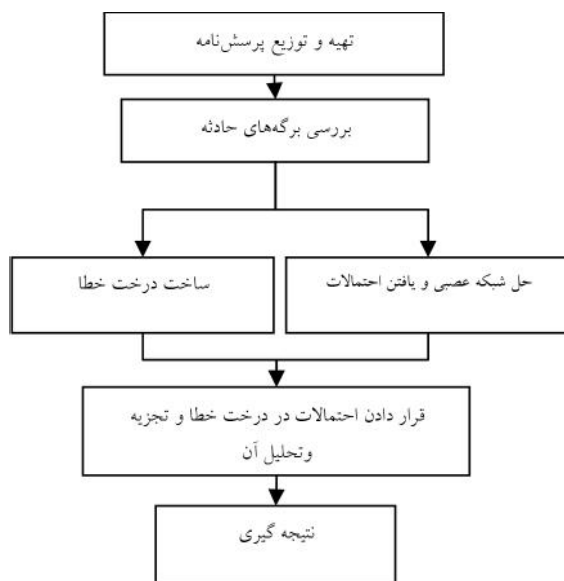 تهیه و توزیع پرسش‌نامه
بررسی برگه‌های حادثه
ساخت درخت خطا
حل شبکه عصبی و یافتن احتمالات
قرار دادن احتمالات در درخت خطا و تجزیه
وتحلیل آن
نتیجه گیری